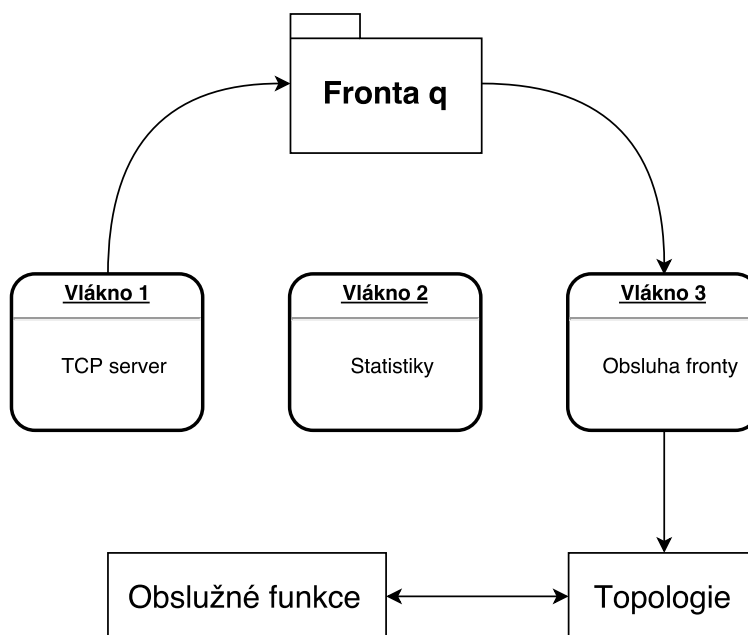 Fronta q
Vlákno 1
Vlákno 2
Vlákno 3
TCP server
Statistiky
Obsluha fronty
Obslužné funkce
Topologie